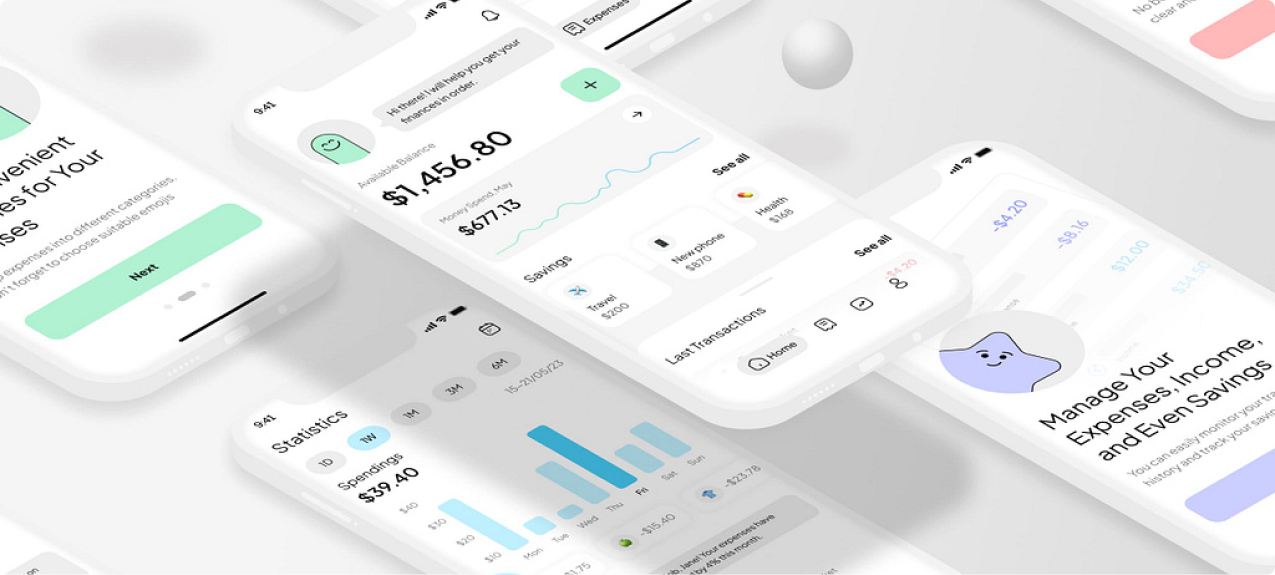 venient
es for Your
ses
expenses into different categories.
n't forget to choose suitable emojis
Next
9:41
Hi there! I will help you get your
finances in order.
Available Balance
$1,456.80
Money Spend, May
$677.13
Savings
See all
Travel
$200
New phone
$870
Health
$168
Last Transactions
See all
-$4.20
Home
Expenses
No b
clear an
9:41
Statistics
1D
1W
1M
3M
6M
Spendings
15-21/05/23
$39.40
$40
$30
$20
$10
Mon
Tue
Wed
Thu
Fri
Sat
Sun
-$15.40
-$23.78
$1.75
ob, Jane! Your expenses have
by 4% this month.
-$4.20
-$8.16
$12.00
$34.50
Manage Your
Expenses, Income,
and Even Savings
You can easily monitor your tra
history and track your savin
on